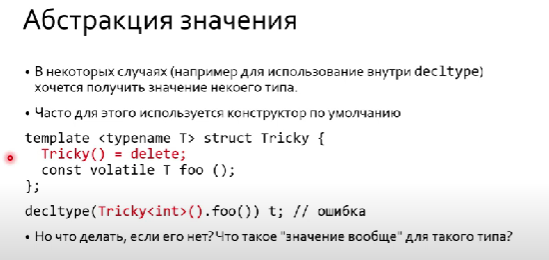 Абстракция значения
• В некоторых случаях (например для использование внутри decltype)
хочется получить значение некоего типа.
• Часто для этого используется конструктор по умолчанию
template <typename T> struct Tricky {
Tricky() = delete;
const volatile T foo ();
};
decltype(Tricky<int>().foo()) t; // ошибка
• Но что делать, если его нет? Что такое "значение вообще" для такого типа?